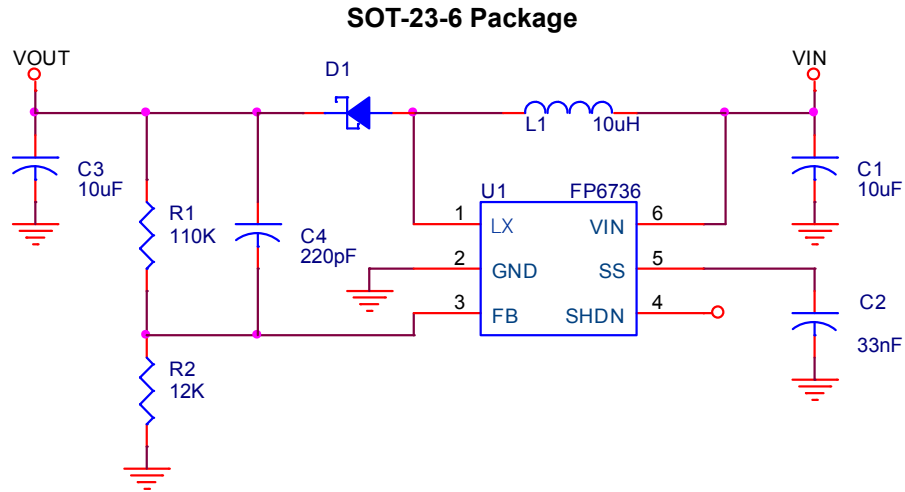 SOT-23-6 Package
VOUT
D1
VIN
L1
10uH
C3
10uF
C1
10uF
R1
110K
C4
220pF
U1
FP6736
1
LX
VIN
6
2
GND
SS
5
3
FB
SHDN
4
C2
33nF
R2
12K